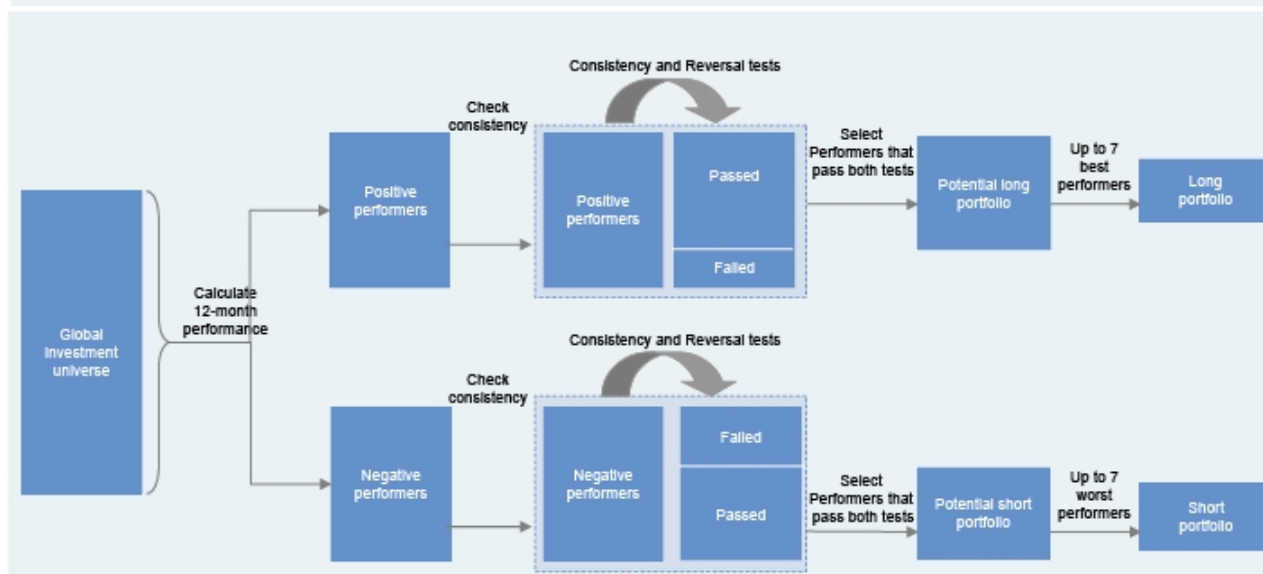 Consistency and Reversal tests
Check
consistency
Positive
performers
Positive
performers
Passed
Failed
Select
Performers that
pass both tests
Potential long
portfolio
Up to 7
best
performers
Long
portfolio
Global
investment
universe
Calculate
12-month
performance
Consistency and Reversal tests
Check
consistency
Negative
performers
Negative
performers
Failed
Passed
Select
Performers that
pass both tests
Potential short
portfolio
Up to 7
worst
performers
Short
portfolio